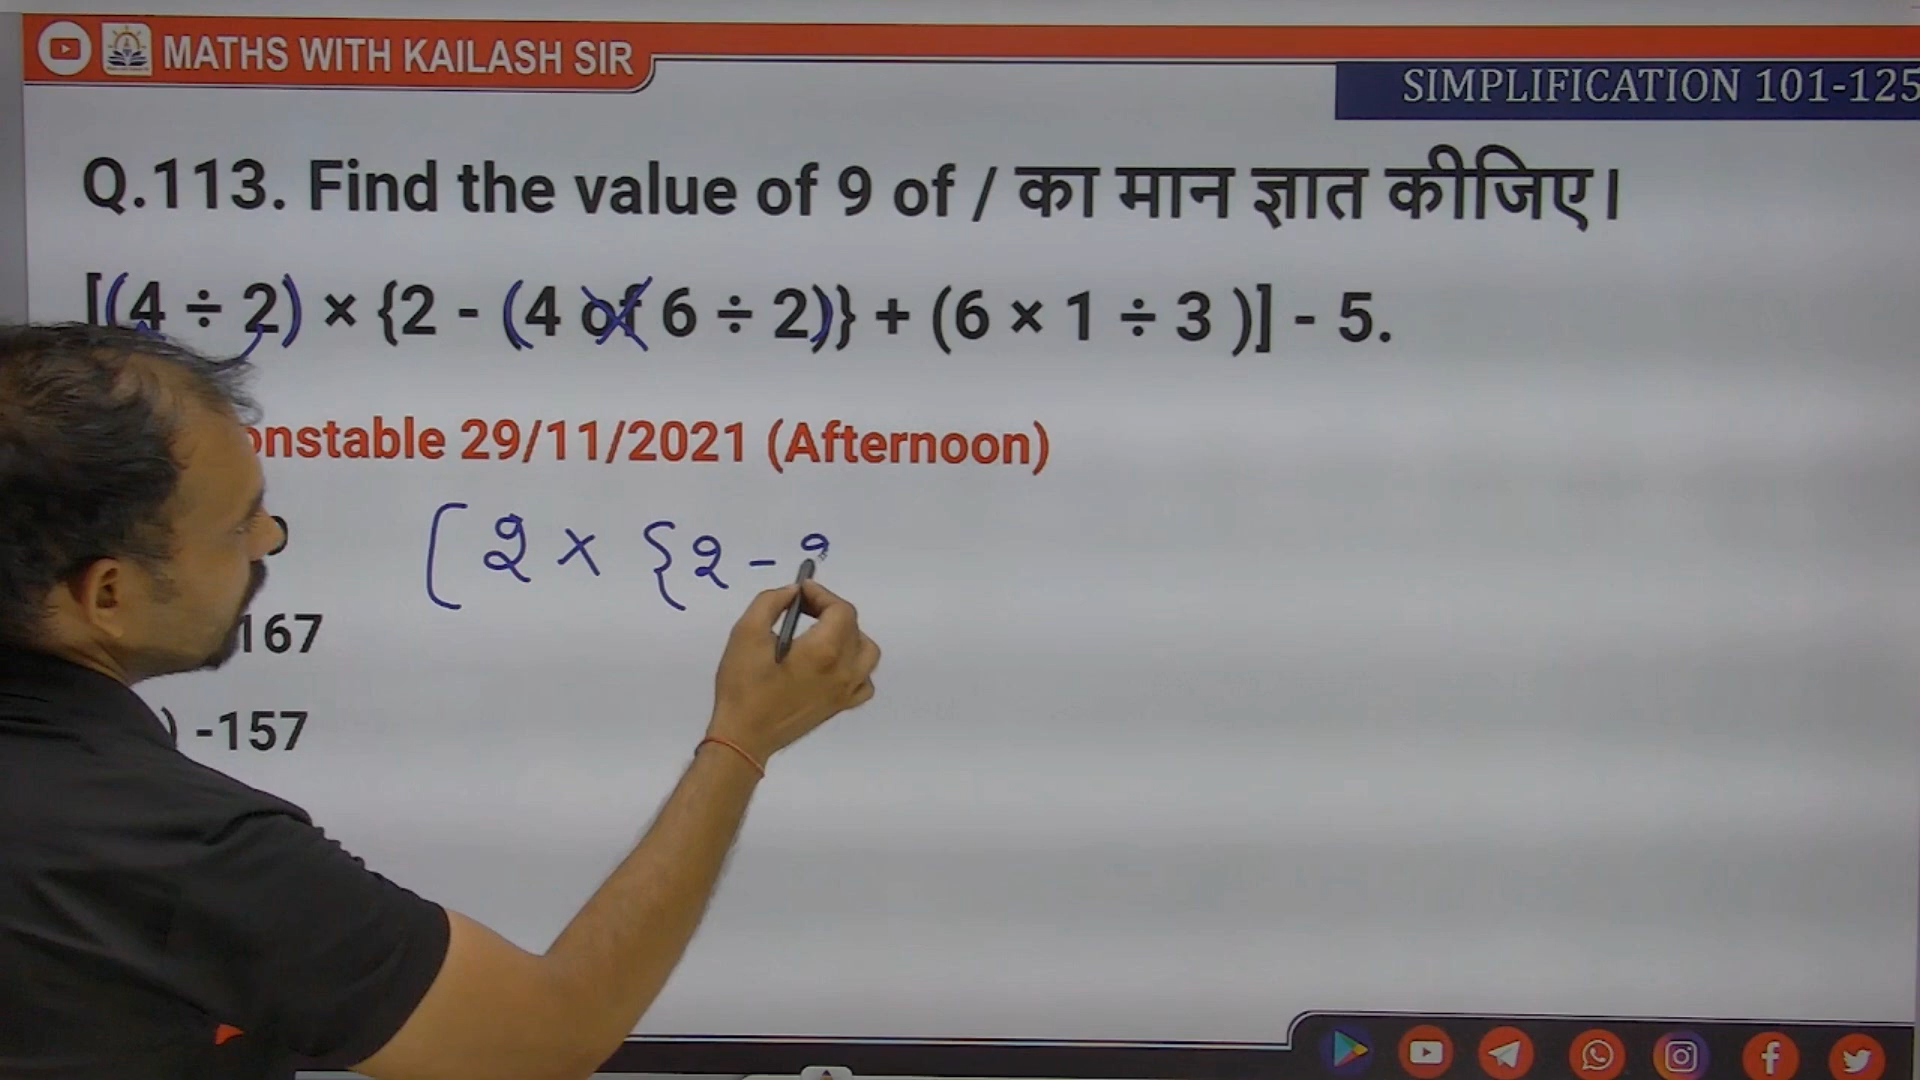 MATHS WITH KAILASH SIR
SIMPLIFICATION 101-125
Q.113. Find the value of 9 of / का मान ज्ञात कीजिए।
[(4 ÷ 2) × {2 - (4 of 6 ÷ 2)} + (6 × 1 ÷ 3 )] - 5.
onstable 29/11/2021 (Afternoon)
[ 2 × {2 -
167
) -157